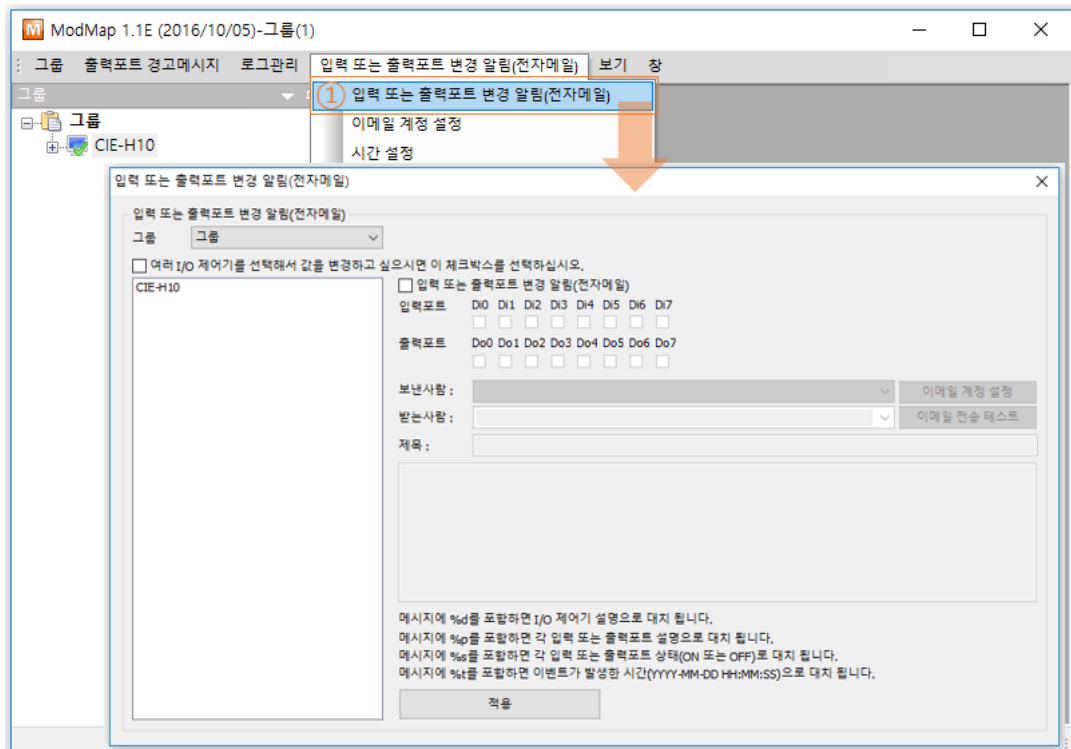 ModMap 1.1E (2016/10/05)-그룹(1)
그룹 출력포트 경고메시지 로그관리 입력 또는 출력포트 변경 알림(전자메일) 보기 창
그룹
① 입력 또는 출력포트 변경 알림(전자메일)
그룹
이메일 계정 설정
CIE-H10
시간 설정
입력 또는 출력포트 변경 알림(전자메일)
입력 또는 출력포트 변경 알림(전자메일)
그룹 그룹
여러 I/O 제어기를 선택해서 값을 변경하고 싶으시면 이 체크박스를 선택하십시오.
CIE-H10
입력 또는 출력포트 변경 알림(전자메일)
입력포트 Di0 Di1 Di2 Di3 Di4 Di5 Di6 Di7
출력포트 Do0 Do1 Do2 Do3 Do4 Do5 Do6 Do7
보낸사람 : 이메일 계정 설정
받는사람 : 이메일 전송 테스트
제목 :
메시지에 %d를 포함하면 I/O 제어기 설명으로 대치 됩니다.
메시지에 %p를 포함하면 각 입력 또는 출력포트 설명으로 대치 됩니다.
메시지에 %s를 포함하면 각 입력 또는 출력포트 상태(ON 또는 OFF)로 대치 됩니다.
메시지에 %t를 포함하면 이벤트가 발생한 시간(YYYY-MM-DD HH:MM:SS)으로 대치 됩니다.
적용